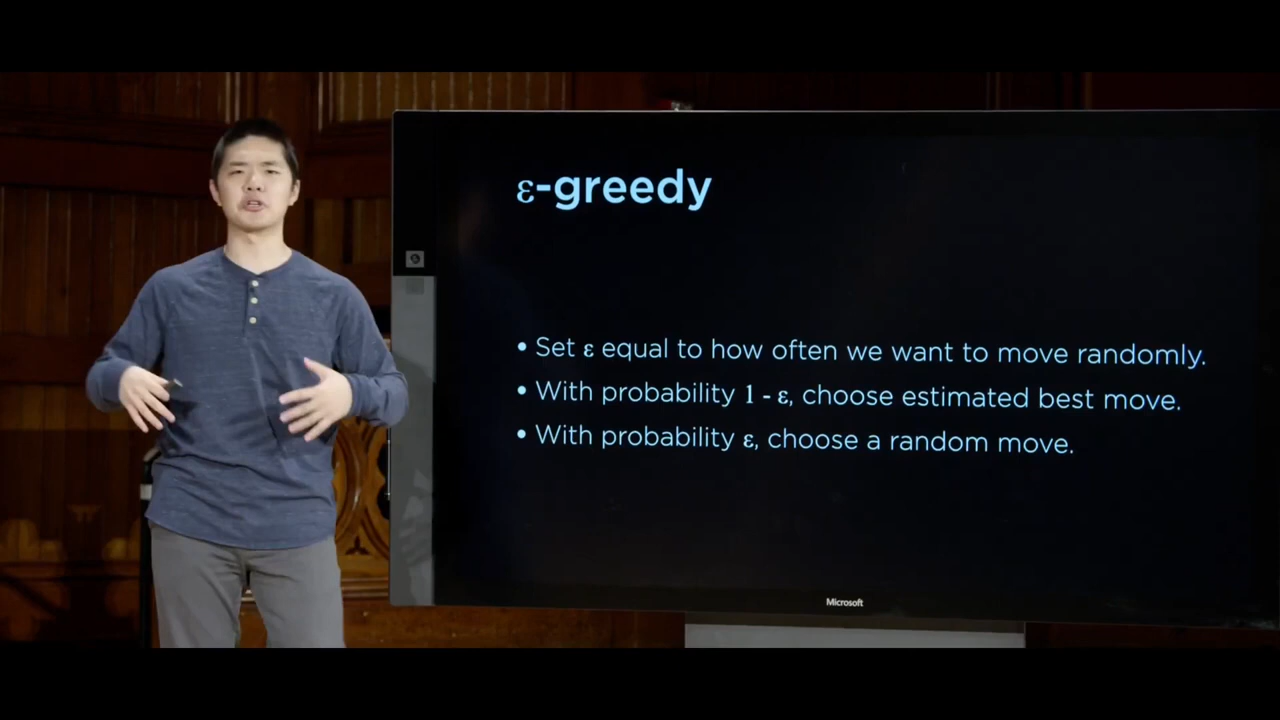 ε-greedy
• Set ε equal to how often we want to move randomly.
• With probability 1 - ε, choose estimated best move.
• With probability ε, choose a random move.
Microsoft